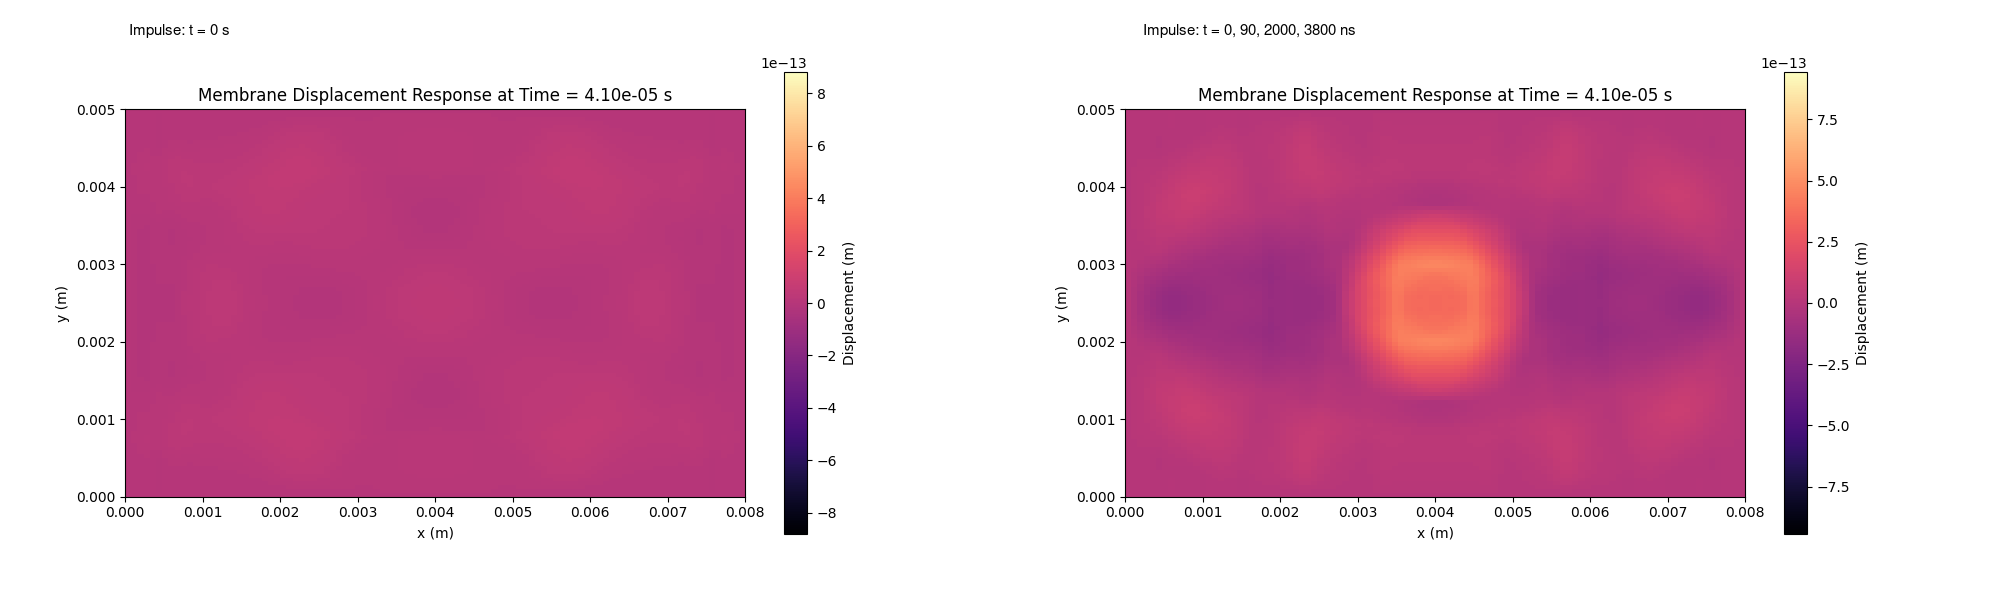 Impulse: t = 0 s
1e−13
Membrane Displacement Response at Time = 4.10e-05 s
0.005
0.004
0.003
0.002
0.001
0.000
y (m)
0.000 0.001 0.002 0.003 0.004 0.005 0.006 0.007 0.008
x (m)
8
6
4
2
0
−2
−4
−6
−8
Displacement (m)
Impulse: t = 0, 90, 2000, 3800 ns
1e−13
Membrane Displacement Response at Time = 4.10e-05 s
0.005
0.004
0.003
0.002
0.001
0.000
y (m)
0.000 0.001 0.002 0.003 0.004 0.005 0.006 0.007 0.008
x (m)
7.5
5.0
2.5
0.0
−2.5
−5.0
−7.5
Displacement (m)